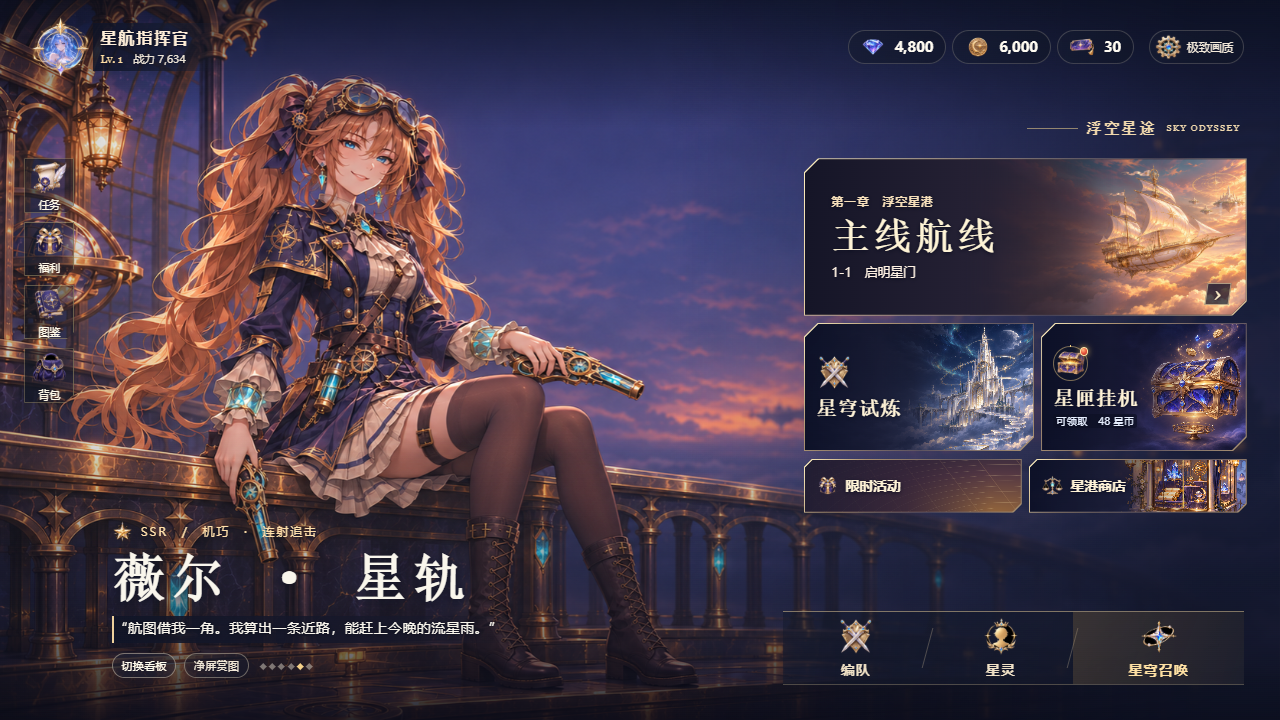 星航指挥官
Lv. 1 战力 7,634
4,800
6,000
30
极致画质
浮空星途 SKY ODYSSEY
任务
福利
图鉴
背包
第一章 浮空星港
主线航线
1-1 启明星门
星穹试炼
星匣挂机
可领取 48 星币
限时活动
星港商店
SSR / 机巧 · 连射追击
薇尔 · 星轨
“航图借我一角。我算出一条近路，能赶上今晚的流星雨。”
切换看板
净屏赏图
编队
星灵
星穹召唤